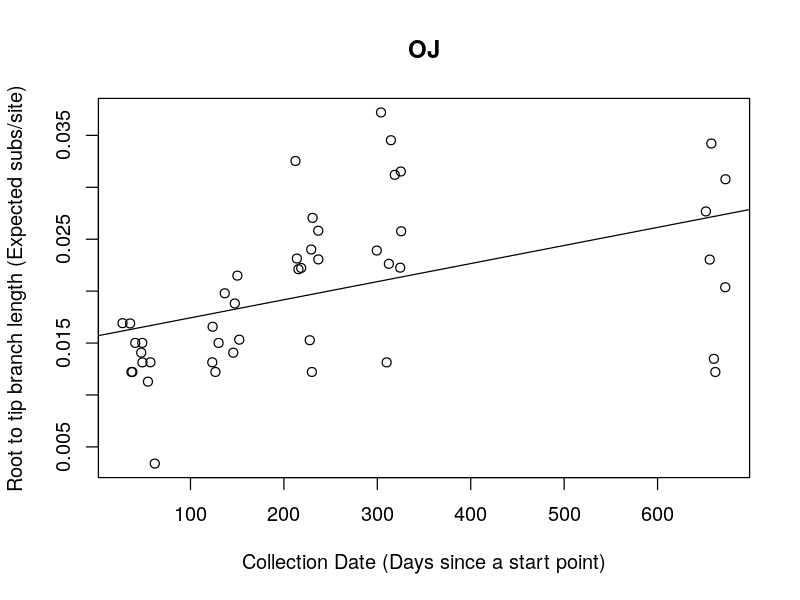 OJ
Root to tip branch length (Expected subs/site)
0.035
0.025
0.015
0.005
100 200 300 400 500 600
Collection Date (Days since a start point)